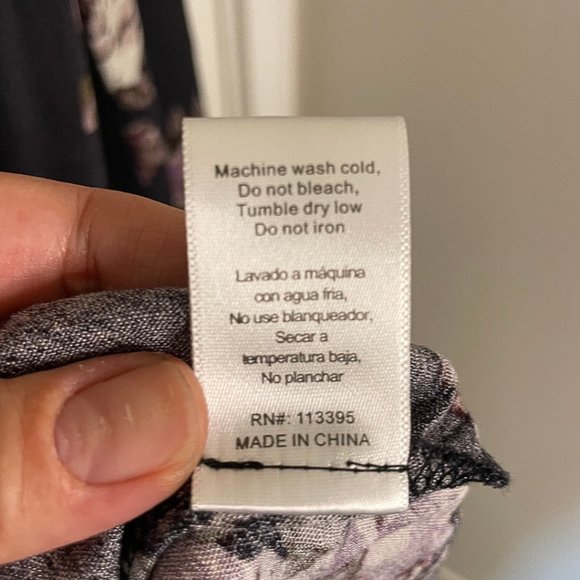 Machine wash cold,
Do not bleach,
Tumble dry low
Do not iron
Lavado a máquina
con agua fria,
No use blanqueador,
Secar a
temperatura baja,
No planchar
RN#: 113395
MADE IN CHINA